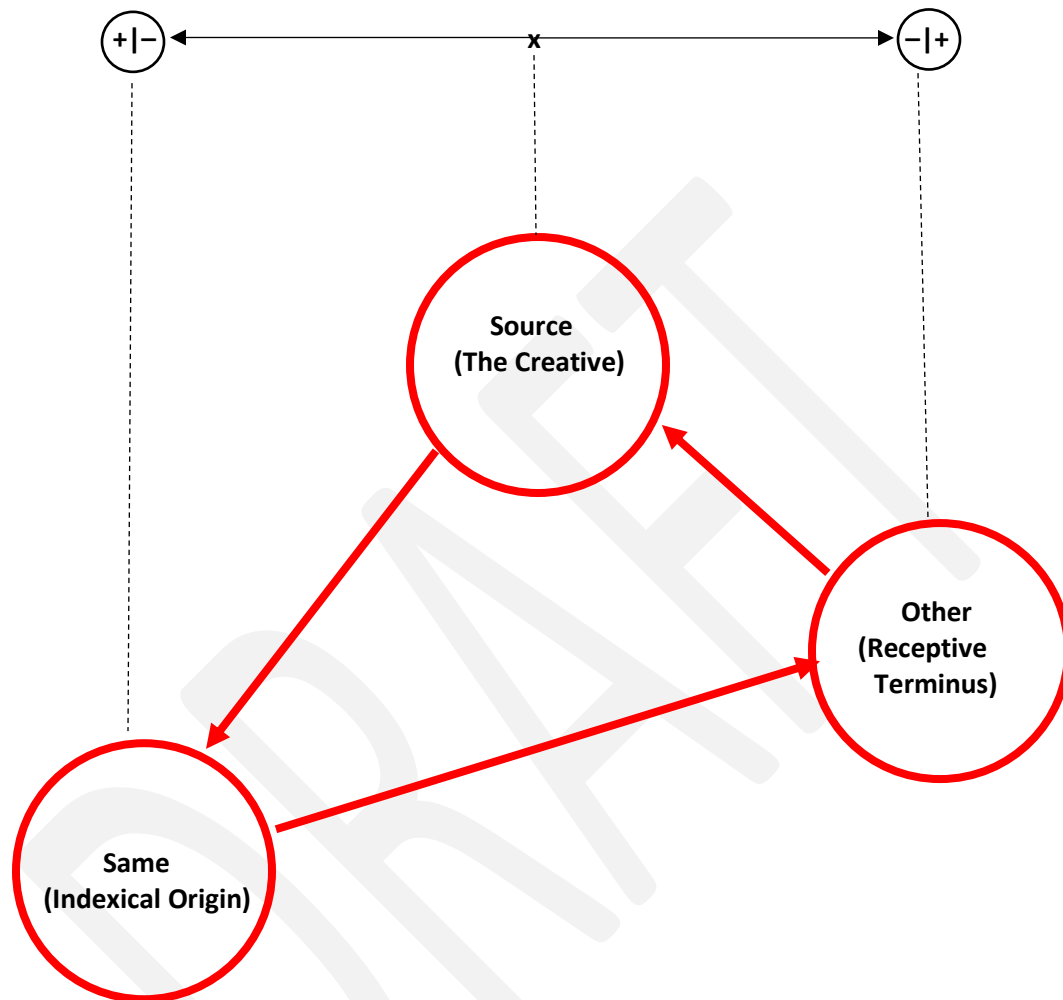 +|− x −|+
Source
(The Creative)
Other
(Receptive
Terminus)
Same
(Indexical Origin)
DRAFT